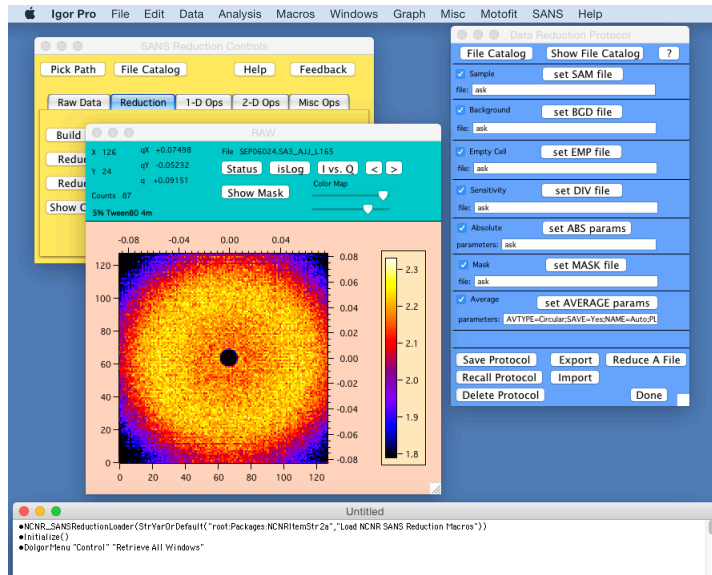 Igor Pro File Edit Data Analysis Macros Windows Graph Misc Motofit SANS Help
SANS Reduction Controls
Pick Path File Catalog Help Feedback
Raw Data Reduction 1-D Ops 2-D Ops Misc Ops
Build
Reduc
Reduc
Show C
RAW
X 126 qX +0.07498 File SEP06024.SA3_AJJ_L165
Y 24 qY -0.05232 Status isLog I vs. Q < >
q +0.09151
Counts 87 Show Mask Color Map
5% Tween80 4m
-0.08 -0.04 0.00 0.04
120
100
80
60
40
20
0
0 20 40 60 80 100 120
0.08
0.06
0.04
0.02
0.00
-0.02
-0.04
-0.06
-0.08
2.3
2.2
2.1
2.0
1.9
1.8
Data Reduction Protocol
File Catalog Show File Catalog ?
Sample set SAM file
file: ask
Background set BGD file
file: ask
Empty Cell set EMP file
file: ask
Sensitivity set DIV file
file: ask
Absolute set ABS params
parameters: ask
Mask set MASK file
file: ask
Average set AVERAGE params
parameters: AVTYPE=Circular;SAVE=Yes;NAME=Auto;PL
Save Protocol Export Reduce A File
Recall Protocol Import
Delete Protocol Done
Untitled
•NCNR_SANSReductionLoader(StrVarOrDefault("root:Packages:NCNRItemStr2a","Load NCNR SANS Reduction Macros"))
•Initialize()
•DoIgorMenu "Control" "Retrieve All Windows"